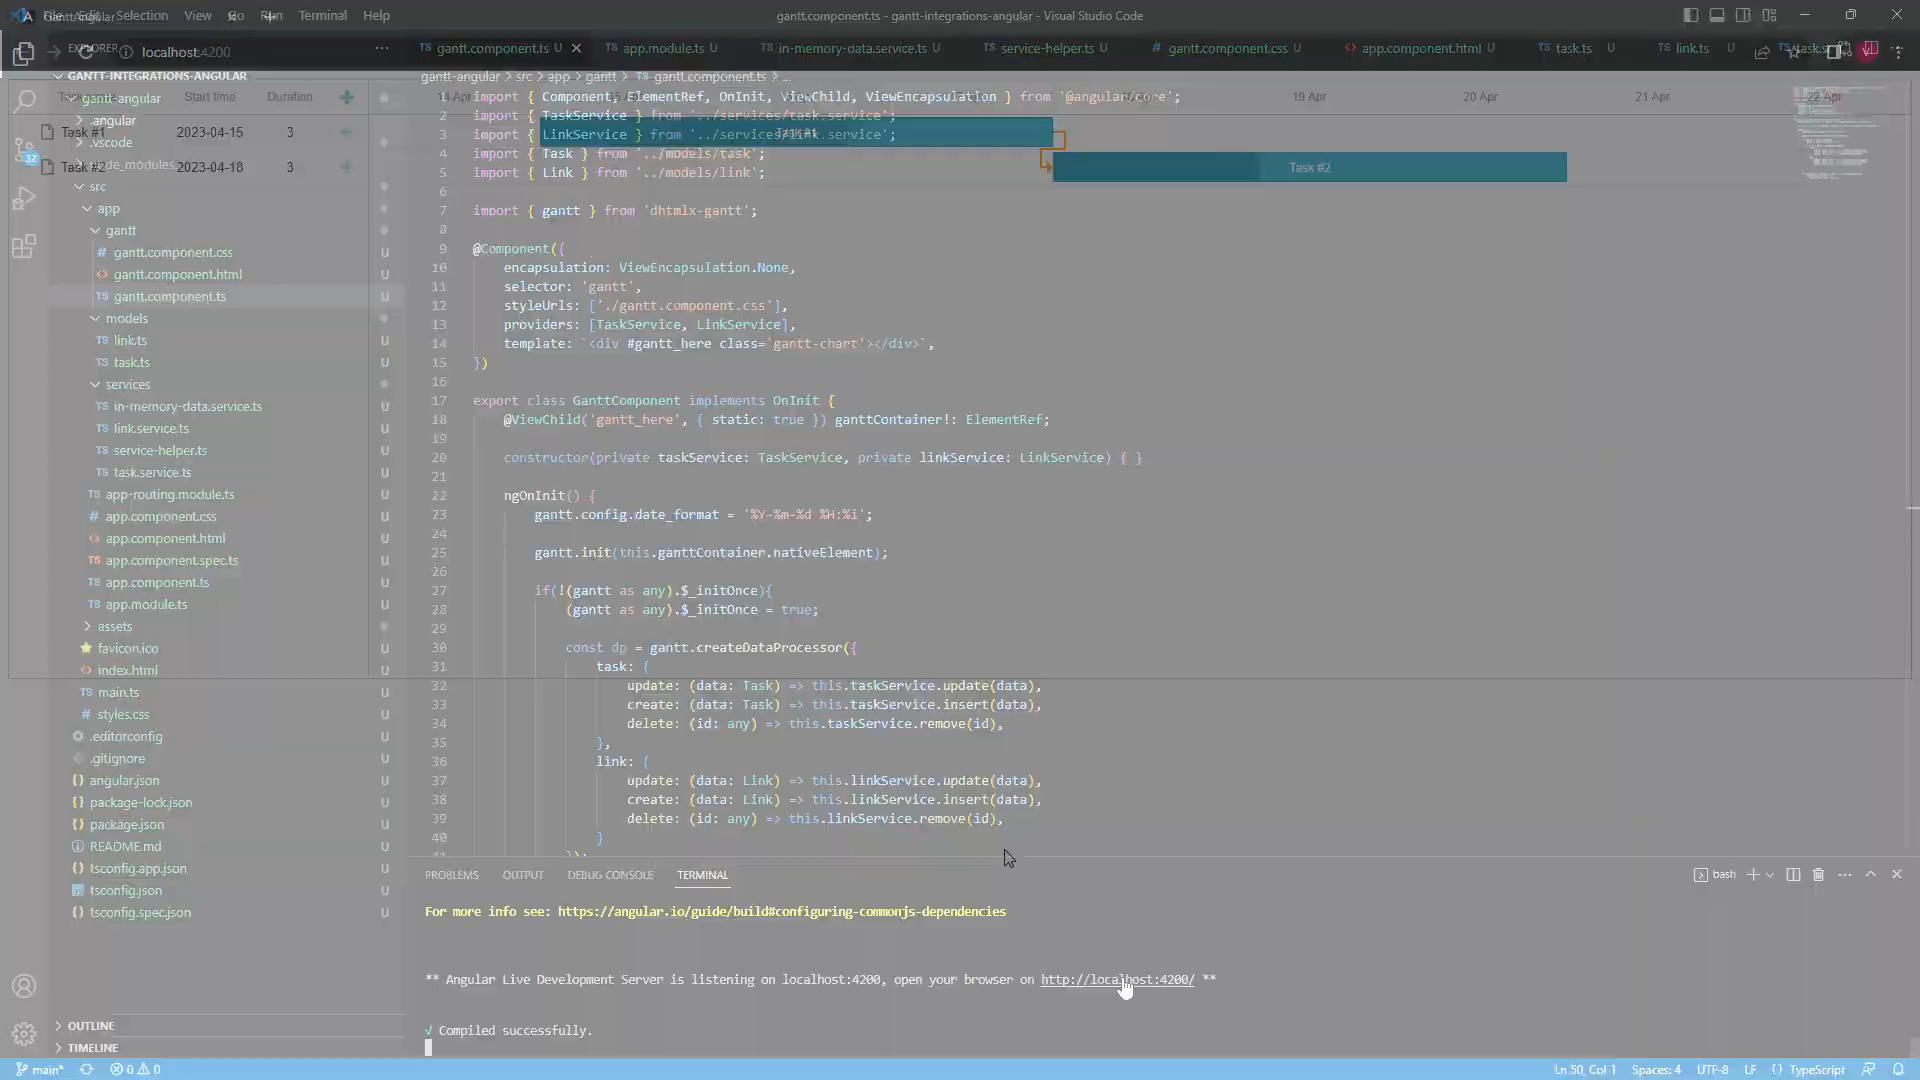 File Edit Selection View Go Run Terminal Help
gantt.component.ts - gantt-integrations-angular - Visual Studio Code
EXPLORER
localhost:4200
gantt.component.ts U
app.module.ts U
in-memory-data.service.ts U
service-helper.ts U
gantt.component.css U
app.component.html U
task.ts U
link.ts U
GANTT-INTEGRATIONS-ANGULAR
gantt-angular > src > app > gantt > TS gantt.component.ts > ...
Start time
Duration
19 Apr
20 Apr
21 Apr
22 Apr
Task #1 2023-04-15 3
Task #2 2023-04-18 3
Task #1
Task #2
gantt-angular
.angular
.vscode
node_modules
src
app
gantt
gantt.component.css U
gantt.component.html U
gantt.component.ts U
models
link.ts U
task.ts U
services
in-memory-data.service.ts U
link.service.ts U
service-helper.ts U
task.service.ts U
app-routing.module.ts U
app.component.css U
app.component.html U
app.component.spec.ts U
app.component.ts U
app.module.ts U
assets
favicon.ico U
index.html U
main.ts U
styles.css U
.editorconfig U
.gitignore U
angular.json U
package-lock.json U
package.json U
README.md U
tsconfig.app.json U
tsconfig.json U
tsconfig.spec.json U
OUTLINE
TIMELINE
32
1 import { Component, ElementRef, OnInit, ViewChild, ViewEncapsulation } from '@angular/core';
2 import { TaskService } from '../services/task.service';
3 import { LinkService } from '../services/link.service';
4 import { Task } from '../models/task';
5 import { Link } from '../models/link';
6
7 import { gantt } from 'dhtmlx-gantt';
8
9 @Component({
10 encapsulation: ViewEncapsulation.None,
11 selector: 'gantt',
12 styleUrls: ['./gantt.component.css'],
13 providers: [TaskService, LinkService],
14 template: `<div #gantt_here class='gantt-chart'></div>`,
15 })
16
17 export class GanttComponent implements OnInit {
18 @ViewChild('gantt_here', { static: true }) ganttContainer!: ElementRef;
19
20 constructor(private taskService: TaskService, private linkService: LinkService) { }
21
22 ngOnInit() {
23 gantt.config.date_format = '%Y-%m-%d %H:%i';
24
25 gantt.init(this.ganttContainer.nativeElement);
26
27 if(!(gantt as any).$_initOnce){
28 (gantt as any).$_initOnce = true;
29
30 const dp = gantt.createDataProcessor({
31 task: {
32 update: (data: Task) => this.taskService.update(data),
33 create: (data: Task) => this.taskService.insert(data),
34 delete: (id: any) => this.taskService.remove(id),
35 },
36 link: {
37 update: (data: Link) => this.linkService.update(data),
38 create: (data: Link) => this.linkService.insert(data),
39 delete: (id: any) => this.linkService.remove(id),
40 }
41 });
PROBLEMS OUTPUT DEBUG CONSOLE TERMINAL
bash
For more info see: https://angular.io/guide/build#configuring-commonjs-dependencies
** Angular Live Development Server is listening on localhost:4200, open your browser on http://localhost:4200/ **
√ Compiled successfully.
main* 0 0
Ln 50, Col 1 Spaces: 4 UTF-8 LF { } TypeScript